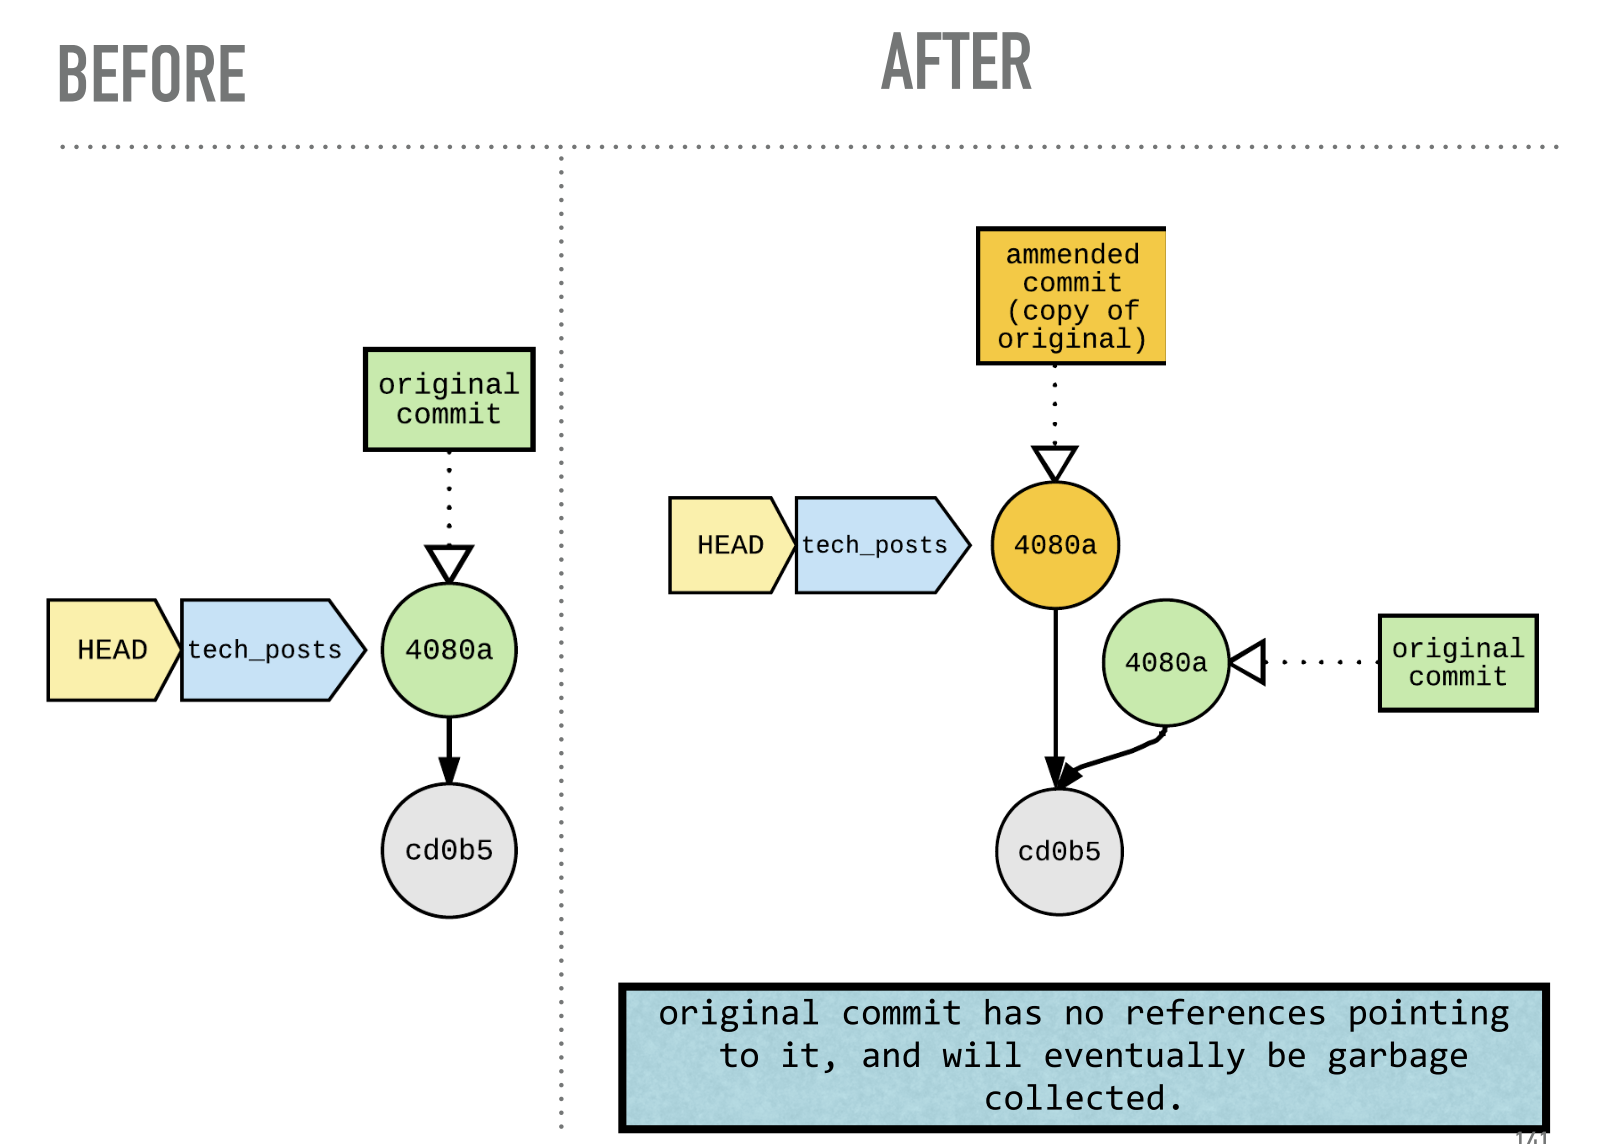 BEFORE
AFTER
original
commit
HEAD
tech_posts
4080a
cd0b5
ammended
commit
(copy of
original)
HEAD
tech_posts
4080a
4080a
original
commit
cd0b5
original commit has no references pointing
to it, and will eventually be garbage
collected.
141